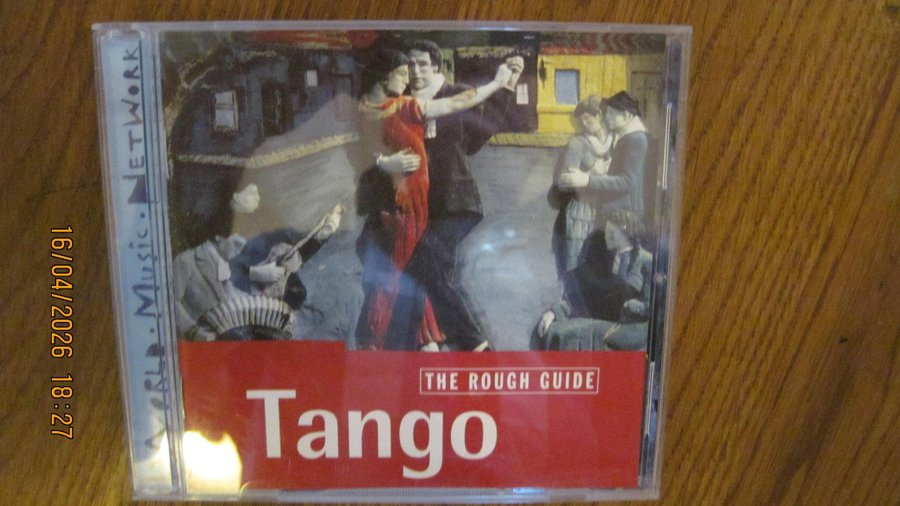 WORLD · MUSIC · NETWORK
THE ROUGH GUIDE
Tango
16/04/2026 18:27